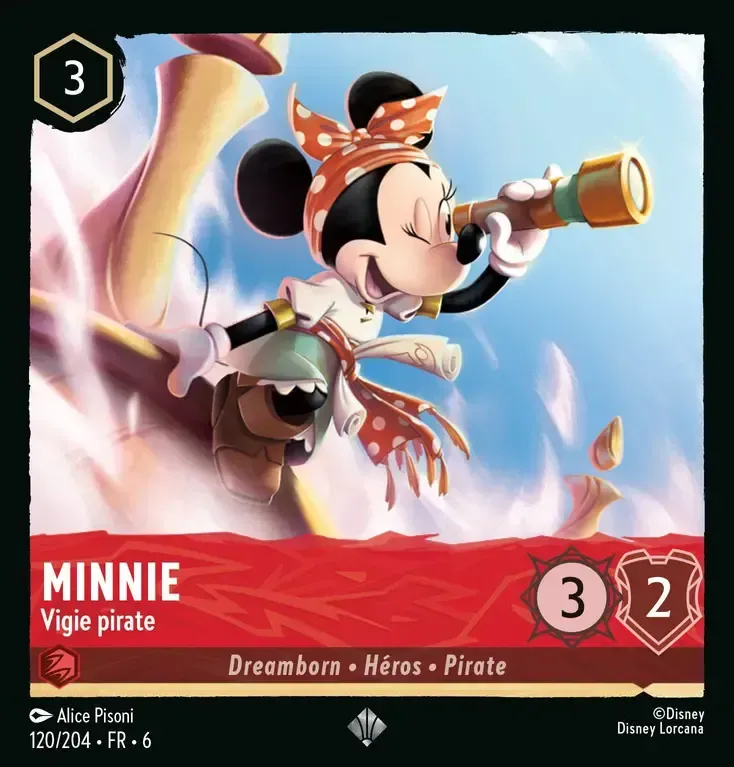 3
MINNIE
Vigie pirate
3
2
Dreamborn • Héros • Pirate
Alice Pisoni
©Disney
120/204 • FR • 6
Disney Lorcana